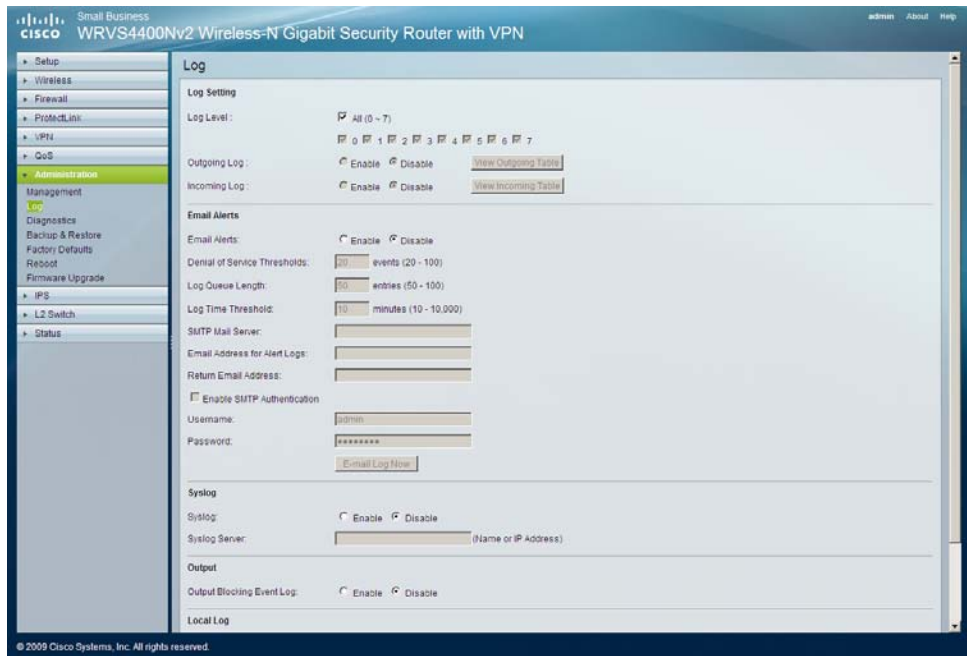 Small Business
CISCO WRVS4400Nv2 Wireless-N Gigabit Security Router with VPN
admin About Help
Setup
Wireless
Firewall
ProtectLink
VPN
QoS
Administration
Management
Log
Diagnostics
Backup & Restore
Factory Defaults
Reboot
Firmware Upgrade
IPS
L2 Switch
Status
Log
Log Setting
Log Level : All (0 ~ 7)
0 1 2 3 4 5 6 7
Outgoing Log : Enable Disable View Outgoing Table
Incoming Log : Enable Disable View Incoming Table
Email Alerts
Email Alerts: Enable Disable
Denial of Service Thresholds: 20 events (20 - 100)
Log Queue Length: 50 entries (50 - 100)
Log Time Threshold: 10 minutes (10 - 10,000)
SMTP Mail Server:
Email Address for Alert Logs:
Return Email Address:
Enable SMTP Authentication
Username: admin
Password: ••••••••
E-mail Log Now
Syslog
Syslog: Enable Disable
Syslog Server: (Name or IP Address)
Output
Output Blocking Event Log: Enable Disable
Local Log
© 2009 Cisco Systems, Inc. All rights reserved.